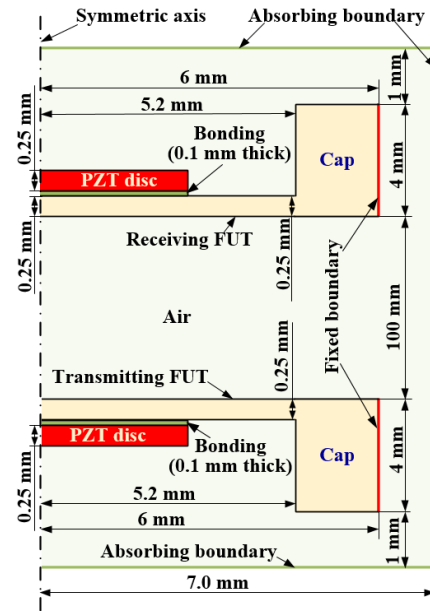 Symmetric axis
Absorbing boundary
6 mm
1 mm
5.2 mm
Bonding
(0.1 mm thick)
0.25 mm
PZT disc
Cap
4 mm
Receiving FUT
0.25 mm
0.25 mm
Air
Fixed boundary
100 mm
Transmitting FUT
0.25 mm
PZT disc
Bonding
(0.1 mm thick)
Cap
4 mm
0.25 mm
5.2 mm
6 mm
1 mm
Absorbing boundary
7.0 mm